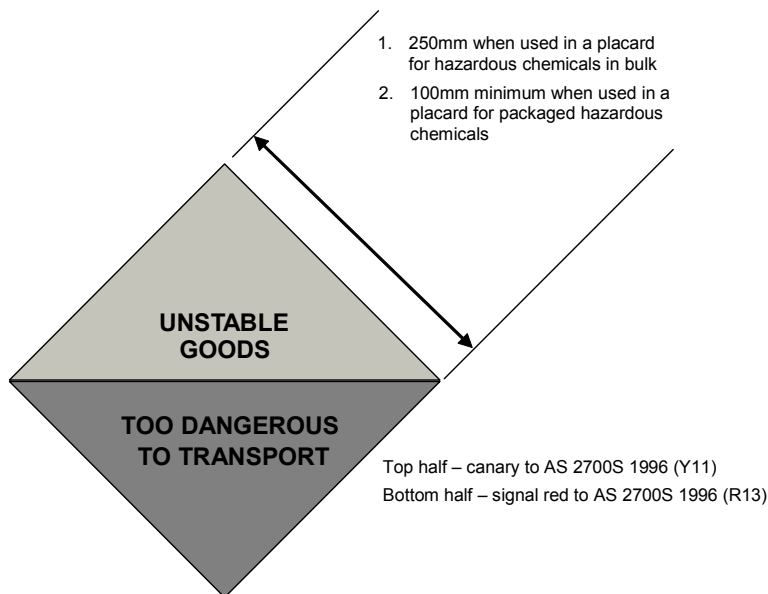 1. 250mm when used in a placard
for hazardous chemicals in bulk
2. 100mm minimum when used in a
placard for packaged hazardous
chemicals
UNSTABLE
GOODS
TOO DANGEROUS
TO TRANSPORT
Top half – canary to AS 2700S 1996 (Y11)
Bottom half – signal red to AS 2700S 1996 (R13)